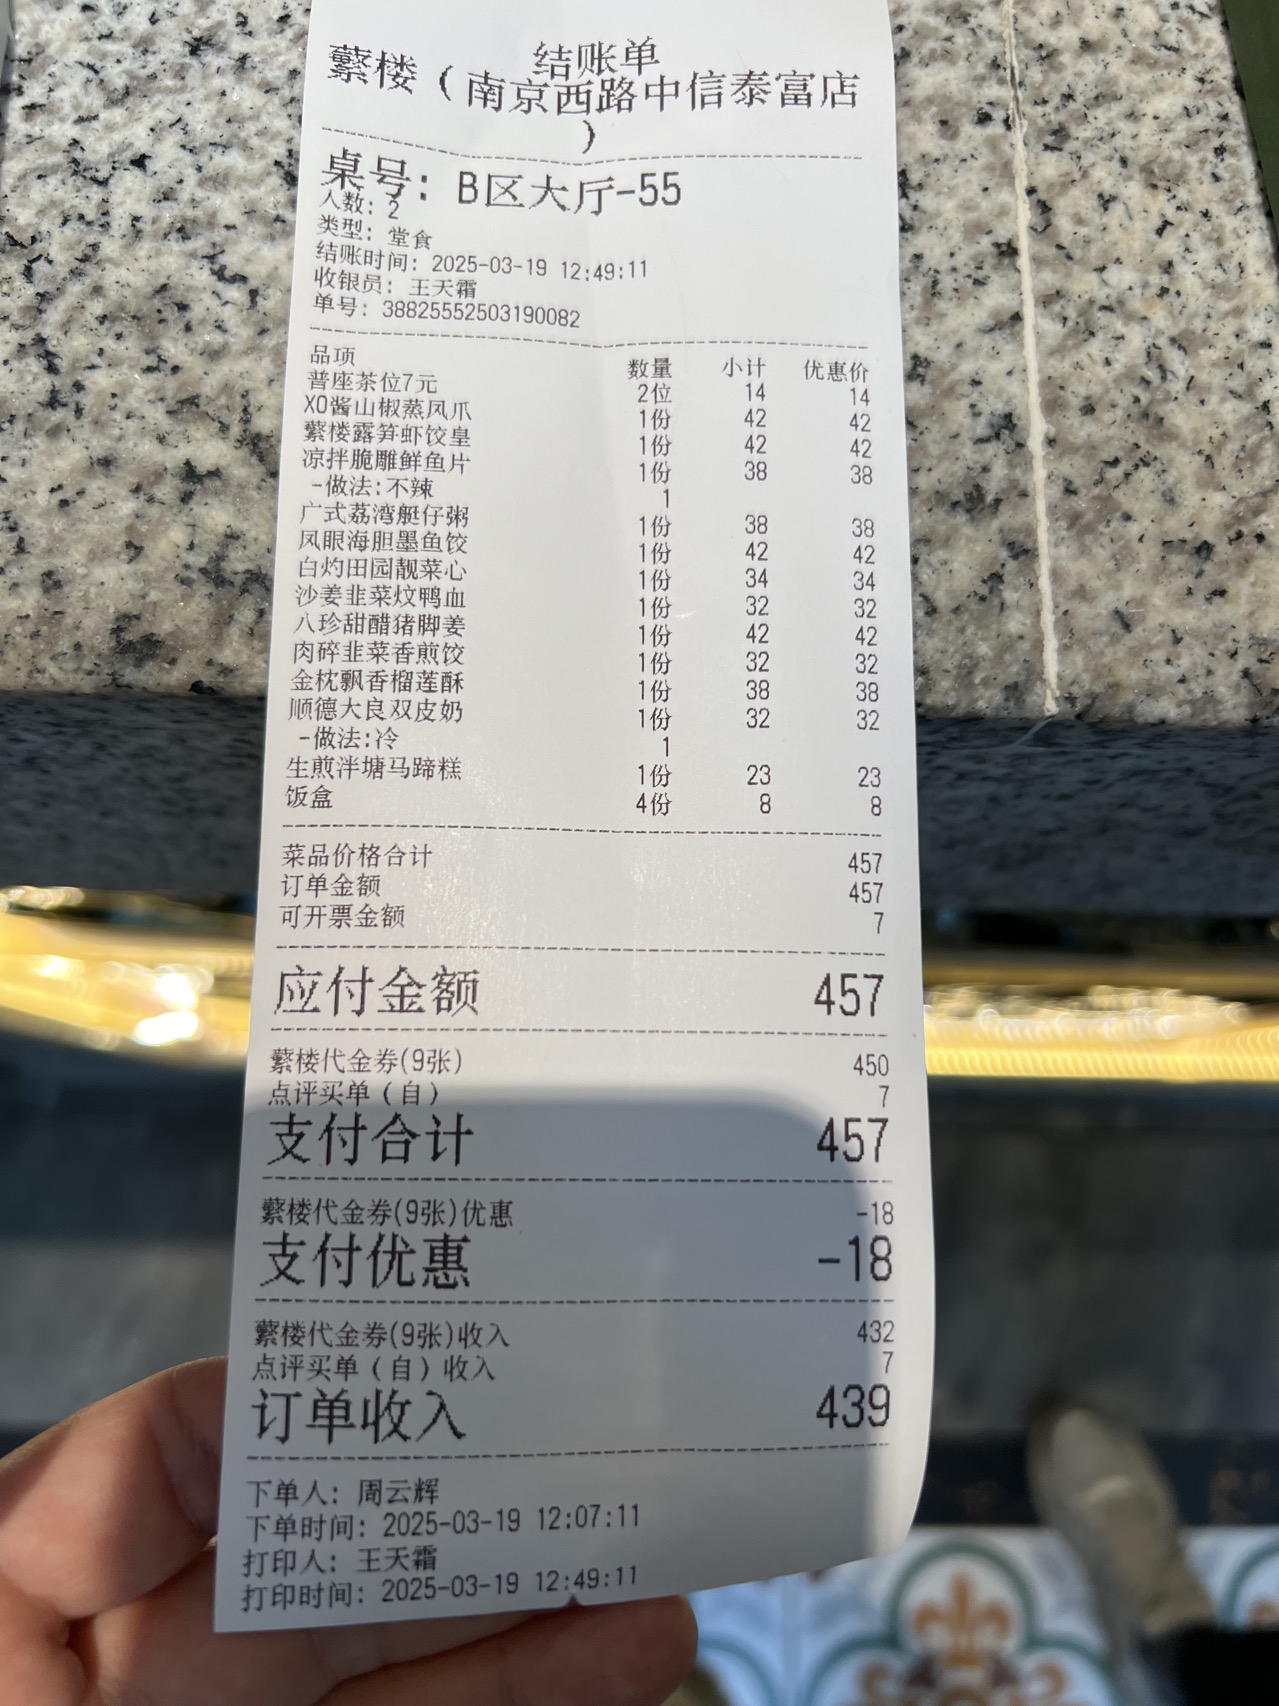 结账单
蘩楼（南京西路中信泰富店
）
桌号：B区大厅-55
人数：2
类型：堂食
结账时间：2025-03-19 12:49:11
收银员：王天霜
单号：38825552503190082
品项 数量 小计 优惠价
普座茶位7元 2位 14 14
XO酱山椒蒸凤爪 1份 42 42
蘩楼露笋虾饺皇 1份 42 42
凉拌脆雕鲜鱼片 1份 38 38
-做法:不辣 1
广式荔湾艇仔粥 1份 38 38
凤眼海胆墨鱼饺 1份 42 42
白灼田园靓菜心 1份 34 34
沙姜韭菜炆鸭血 1份 32 32
八珍甜醋猪脚姜 1份 42 42
肉碎韭菜香煎饺 1份 32 32
金枕飘香榴莲酥 1份 38 38
顺德大良双皮奶 1份 32 32
-做法:冷 1
生煎泮塘马蹄糕 1份 23 23
饭盒 4份 8 8
菜品价格合计 457
订单金额 457
可开票金额 7
应付金额 457
蘩楼代金券(9张) 450
点评买单（自） 7
支付合计 457
蘩楼代金券(9张)优惠 -18
支付优惠 -18
蘩楼代金券(9张)收入 432
点评买单（自）收入 7
订单收入 439
下单人：周云辉
下单时间：2025-03-19 12:07:11
打印人：王天霜
打印时间：2025-03-19 12:49:11